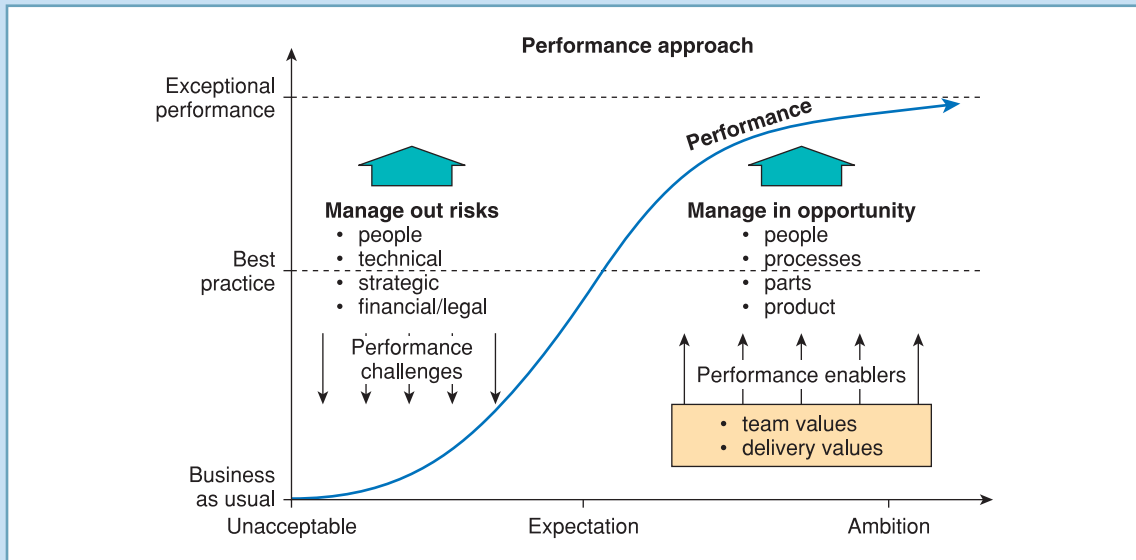 Performance approach
Exceptional
performance
Performance
Manage out risks
• people
• technical
• strategic
• financial/legal
Manage in opportunity
• people
• processes
• parts
• product
Best
practice
Performance
challenges
Performance enablers
• team values
• delivery values
Business
as usual
Unacceptable
Expectation
Ambition